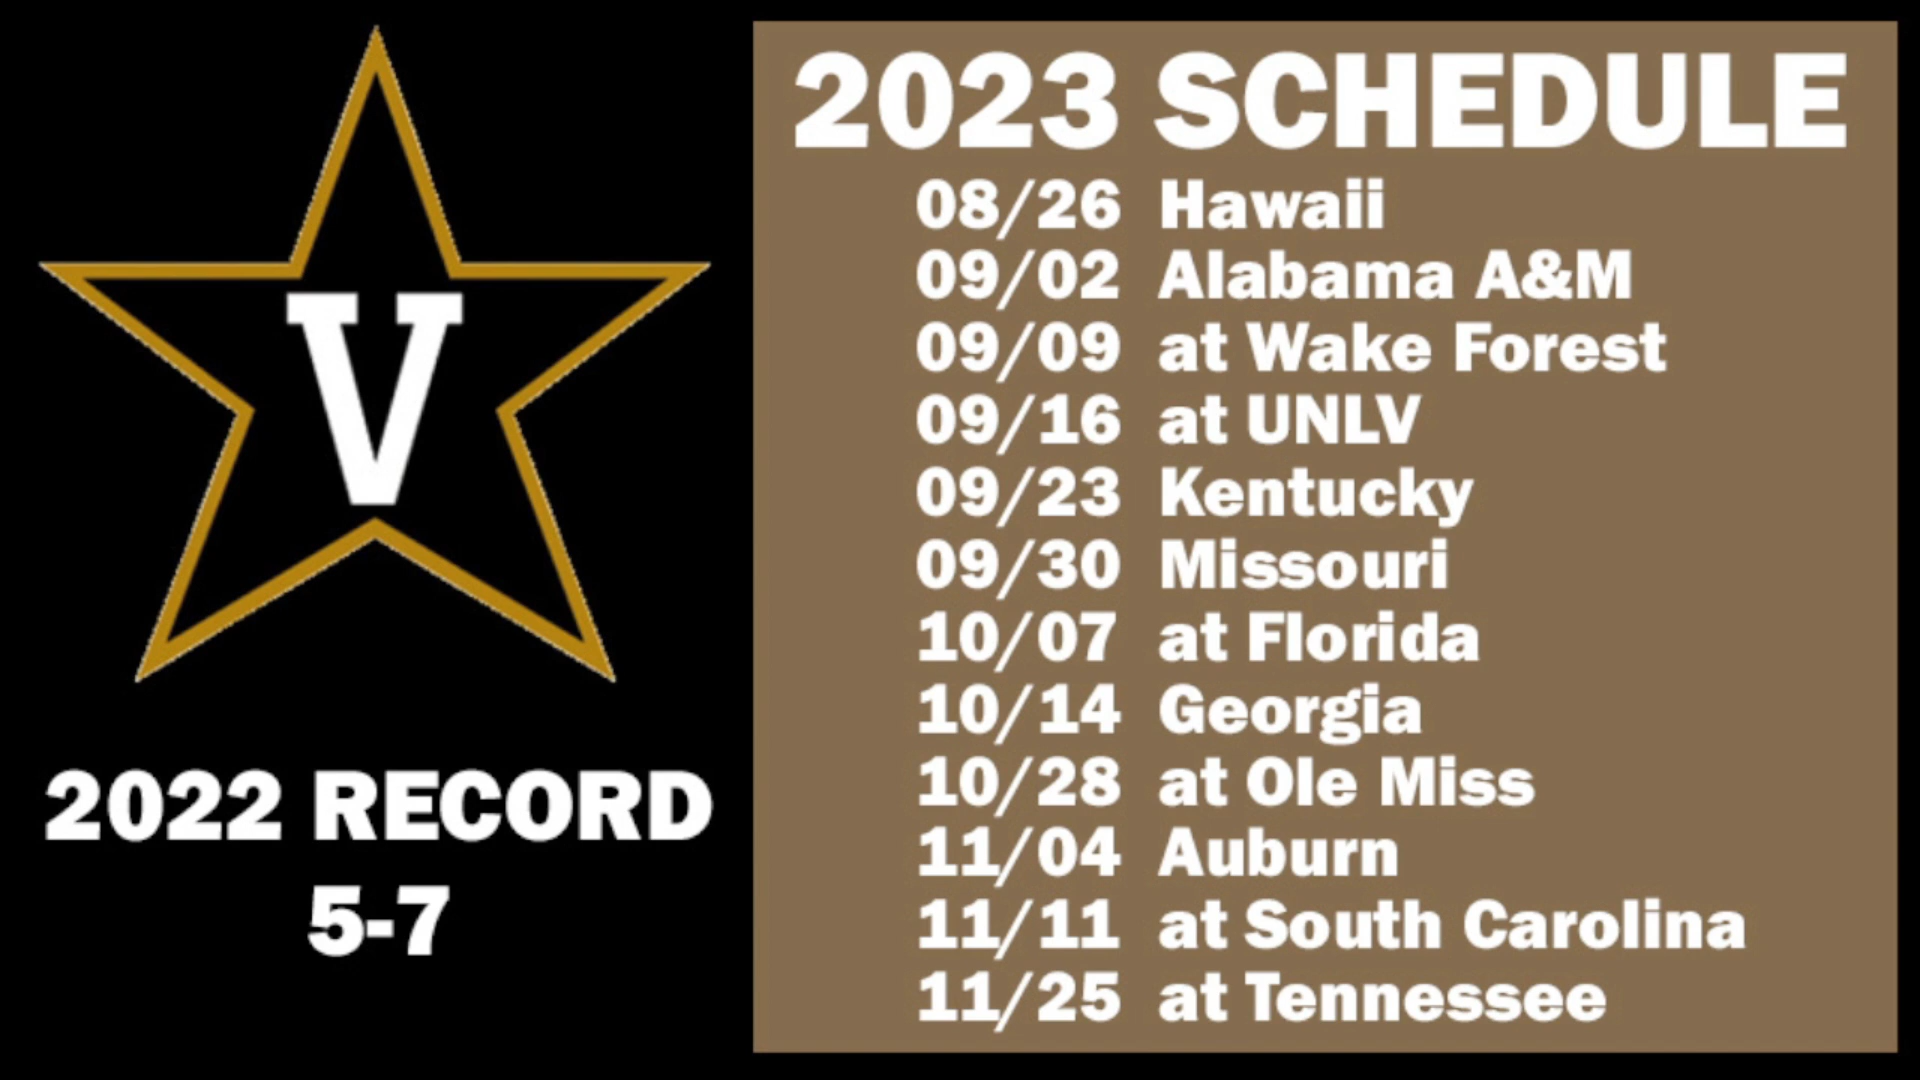 V
2022 RECORD
5-7
2023 SCHEDULE
08/26 Hawaii
09/02 Alabama A&M
09/09 at Wake Forest
09/16 at UNLV
09/23 Kentucky
09/30 Missouri
10/07 at Florida
10/14 Georgia
10/28 at Ole Miss
11/04 Auburn
11/11 at South Carolina
11/25 at Tennessee